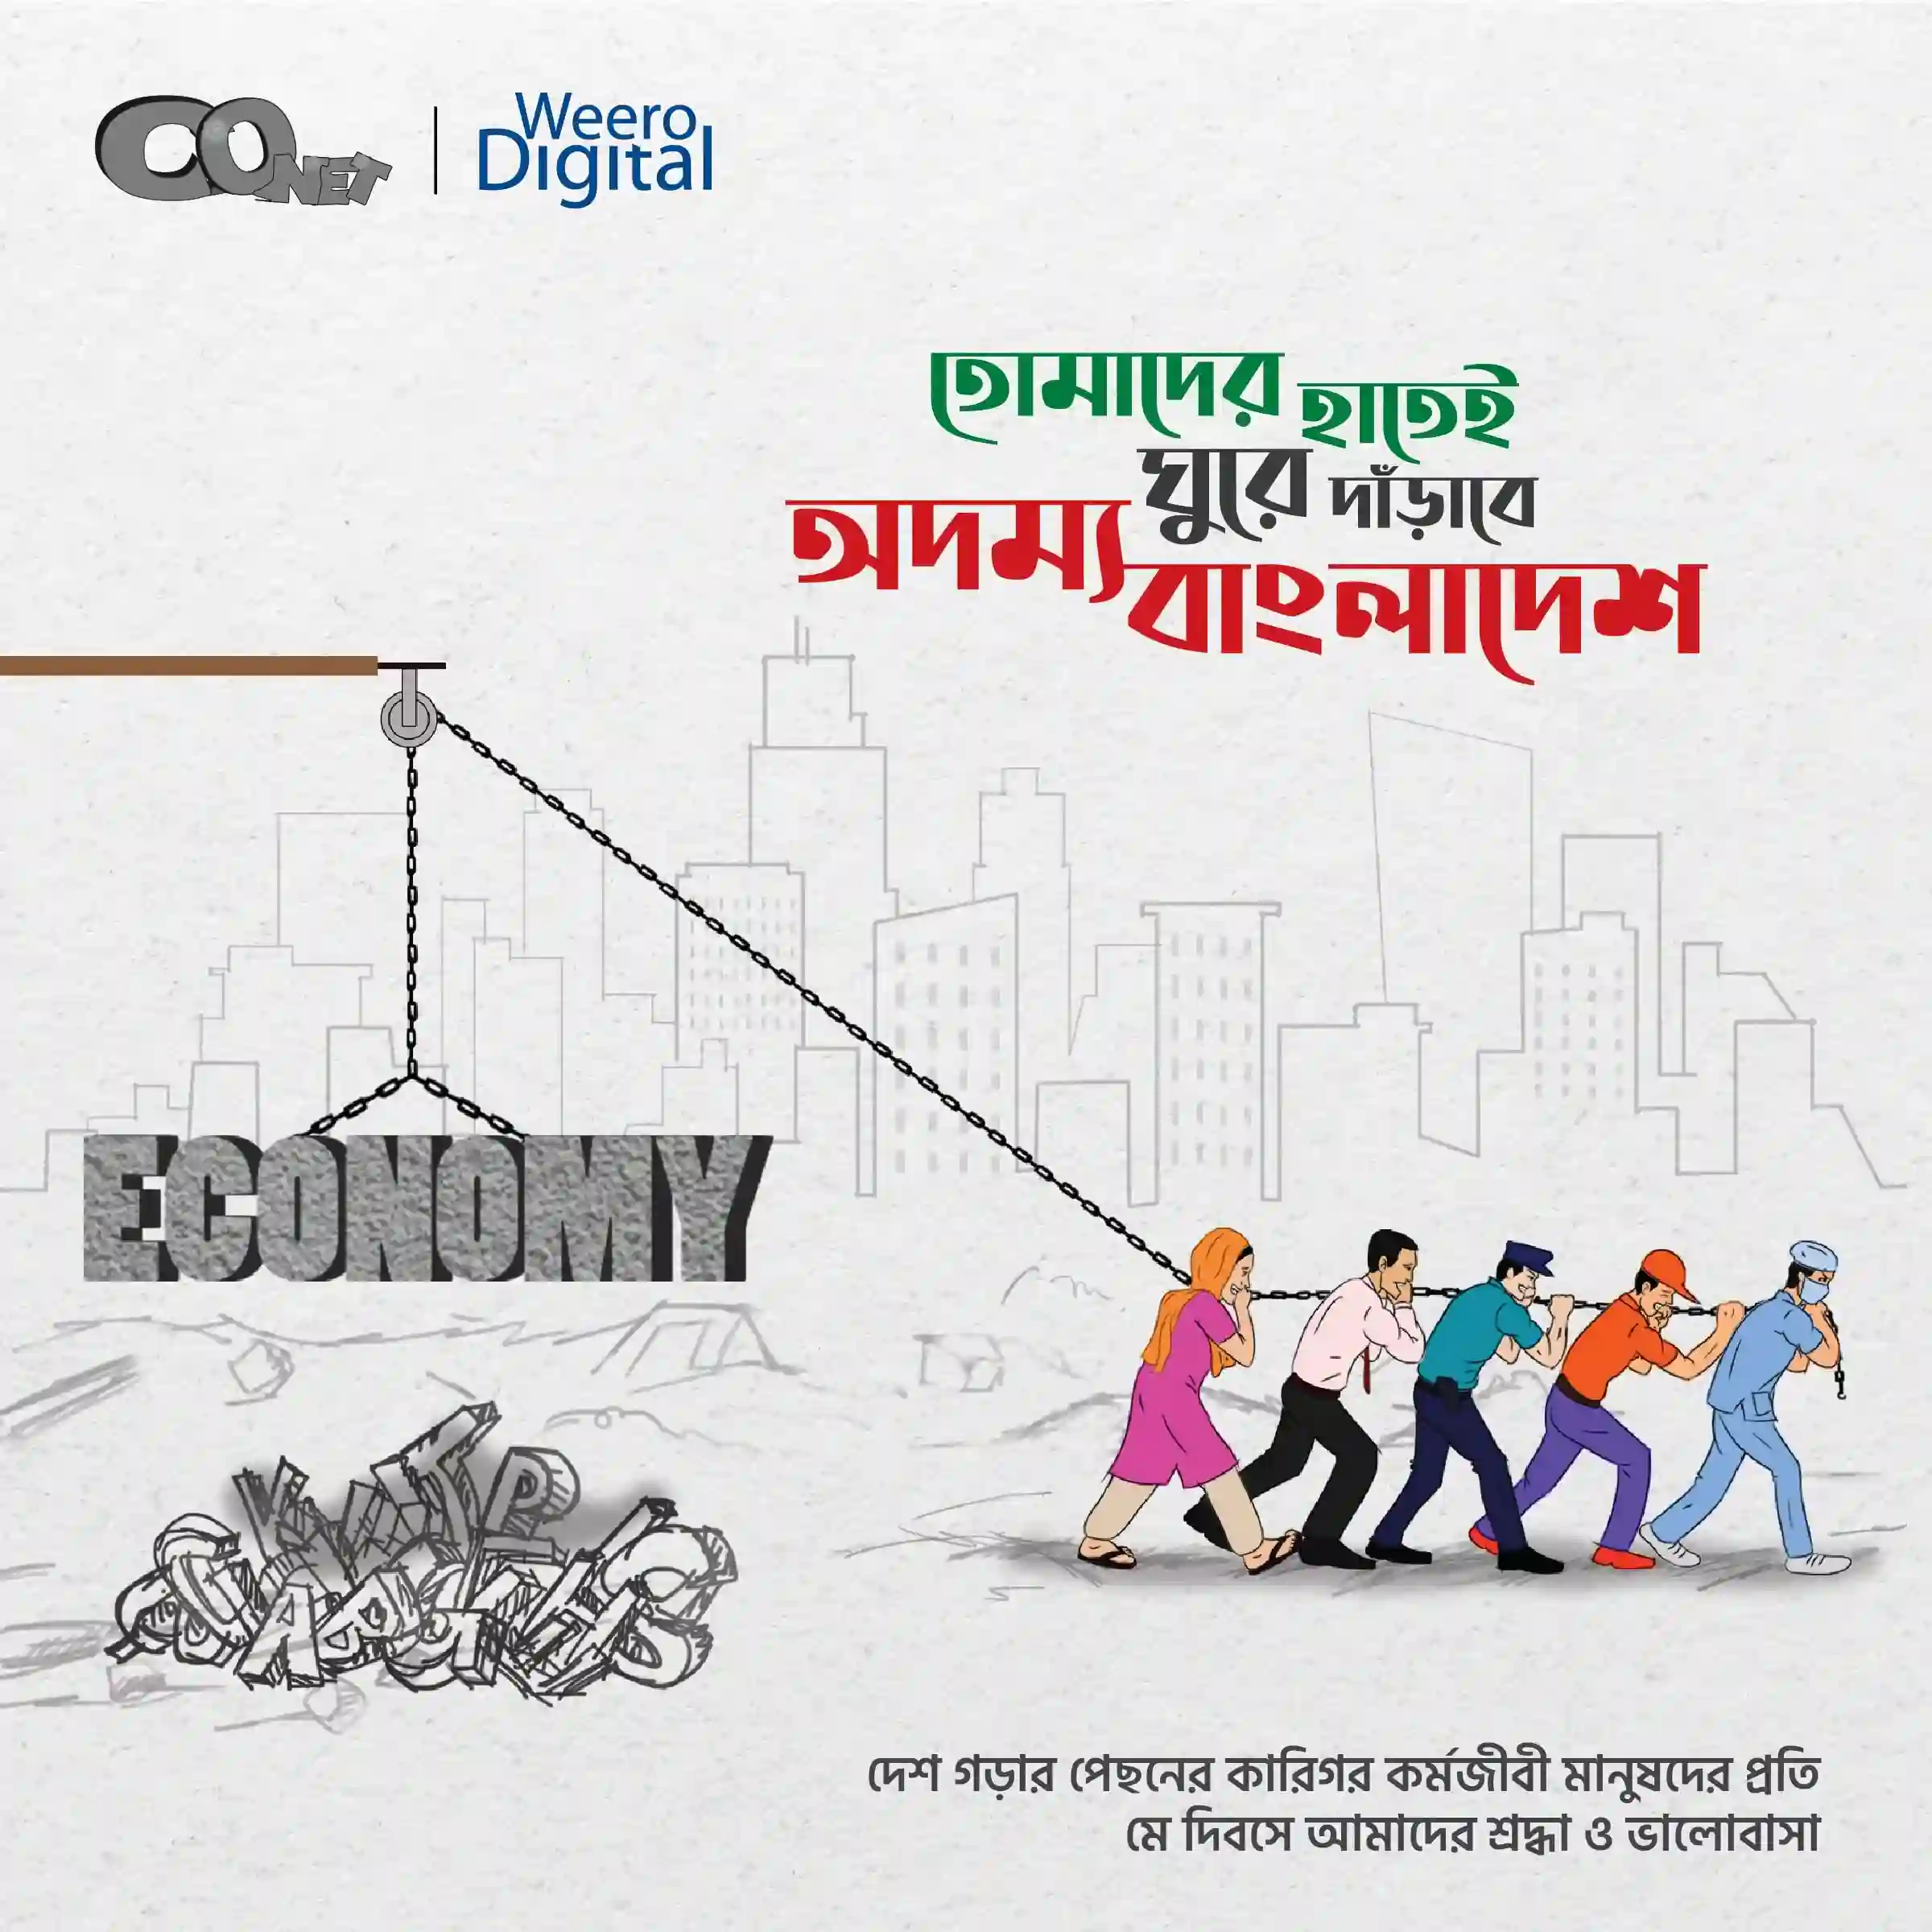 CONET
Weero
Digital
তোমাদের হাতেই
ঘুরে দাঁড়াবে
অদম্য বাংলাদেশ
ECONOMY
দেশ গড়ার পেছনের কারিগর কর্মজীবী মানুষদের প্রতি
মে দিবসে আমাদের শ্রদ্ধা ও ভালোবাসা